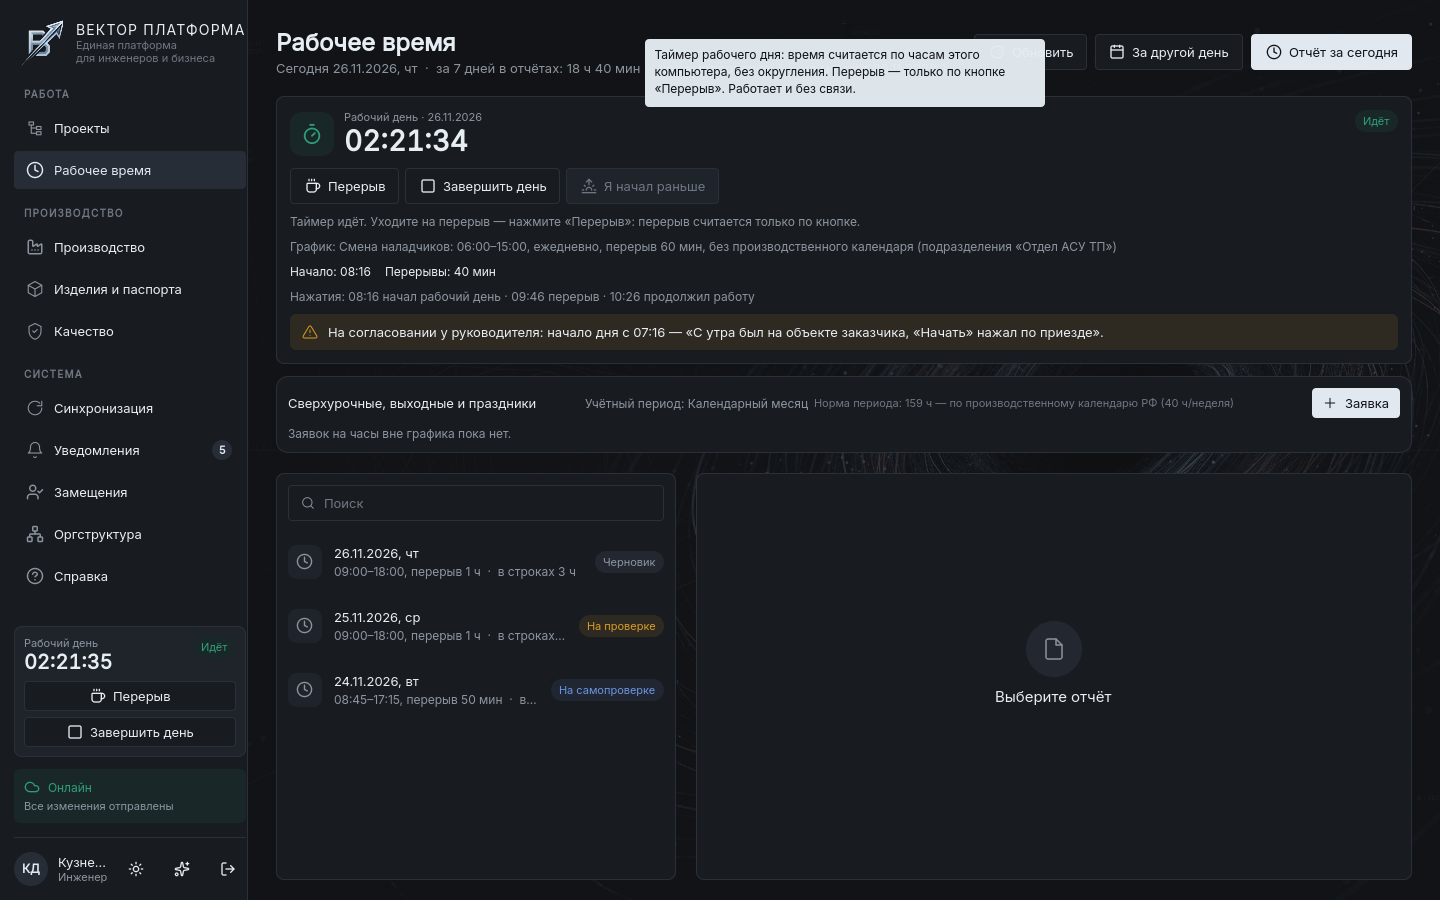 ВЕКТОР ПЛАТФОРМА
Единая платформа
для инженеров и бизнеса
РАБОТА
Проекты
Рабочее время
ПРОИЗВОДСТВО
Производство
Изделия и паспорта
Качество
СИСТЕМА
Синхронизация
Уведомления 5
Замещения
Оргструктура
Справка
Рабочий день
02:21:35
Идёт
Перерыв
Завершить день
Онлайн
Все изменения отправлены
КД
Кузне...
Инженер
Рабочее время
Сегодня 26.11.2026, чт · за 7 дней в отчётах: 18 ч 40 мин
Таймер рабочего дня: время считается по часам этого
компьютера, без округления. Перерыв — только по кнопке
«Перерыв». Работает и без связи.
Обновить
За другой день
Отчёт за сегодня
Рабочий день · 26.11.2026
02:21:34
Идёт
Перерыв
Завершить день
Я начал раньше
Таймер идёт. Уходите на перерыв — нажмите «Перерыв»: перерыв считается только по кнопке.
График: Смена наладчиков: 06:00–15:00, ежедневно, перерыв 60 мин, без производственного календаря (подразделения «Отдел АСУ ТП»)
Начало: 08:16 Перерывы: 40 мин
Нажатия: 08:16 начал рабочий день · 09:46 перерыв · 10:26 продолжил работу
На согласовании у руководителя: начало дня с 07:16 — «С утра был на объекте заказчика, «Начать» нажал по приезде».
Сверхурочные, выходные и праздники
Учётный период: Календарный месяц Норма периода: 159 ч — по производственному календарю РФ (40 ч/неделя)
Заявка
Заявок на часы вне графика пока нет.
Поиск
26.11.2026, чт
09:00–18:00, перерыв 1 ч · в строках 3 ч
Черновик
25.11.2026, ср
09:00–18:00, перерыв 1 ч · в строках...
На проверке
24.11.2026, вт
08:45–17:15, перерыв 50 мин · в...
На самопроверке
Выберите отчёт